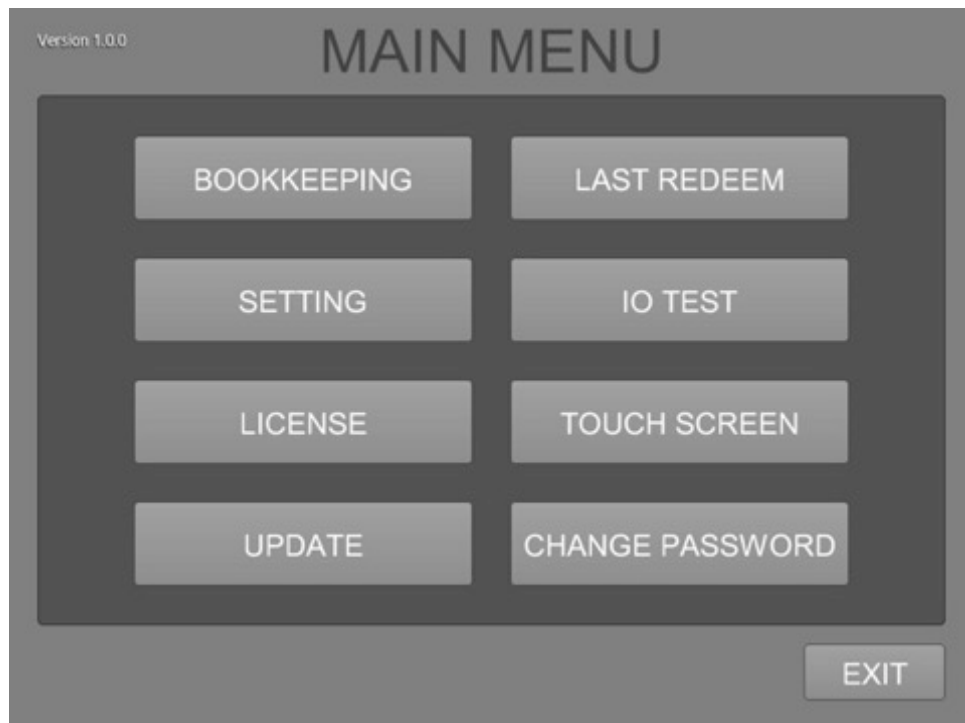 Version 1.0.0
MAIN MENU
BOOKKEEPING
LAST REDEEM
SETTING
IO TEST
LICENSE
TOUCH SCREEN
UPDATE
CHANGE PASSWORD
EXIT